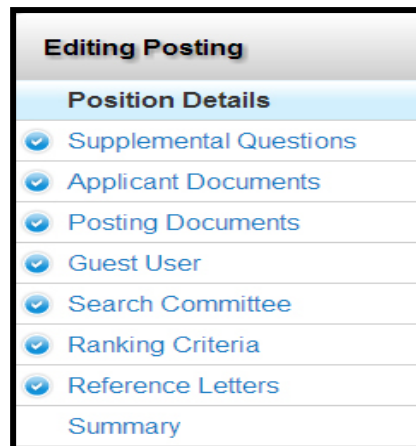 Editing Posting
Position Details
Supplemental Questions
Applicant Documents
Posting Documents
Guest User
Search Committee
Ranking Criteria
Reference Letters
Summary